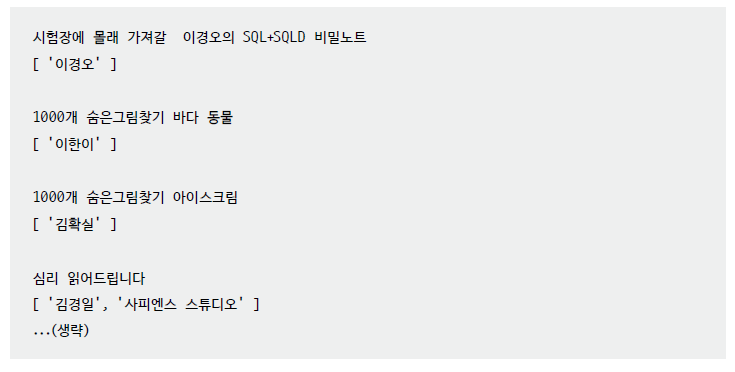 시험장에 몰래 가져갈  이경오의 SQL+SQLD 비밀노트
[ '이경오' ]
1000개 숨은그림찾기 바다 동물
[ '이한이' ]
1000개 숨은그림찾기 아이스크림
[ '김확실' ]
심리 읽어드립니다
[ '김경일', '사피엔스 스튜디오' ]
...(생략)